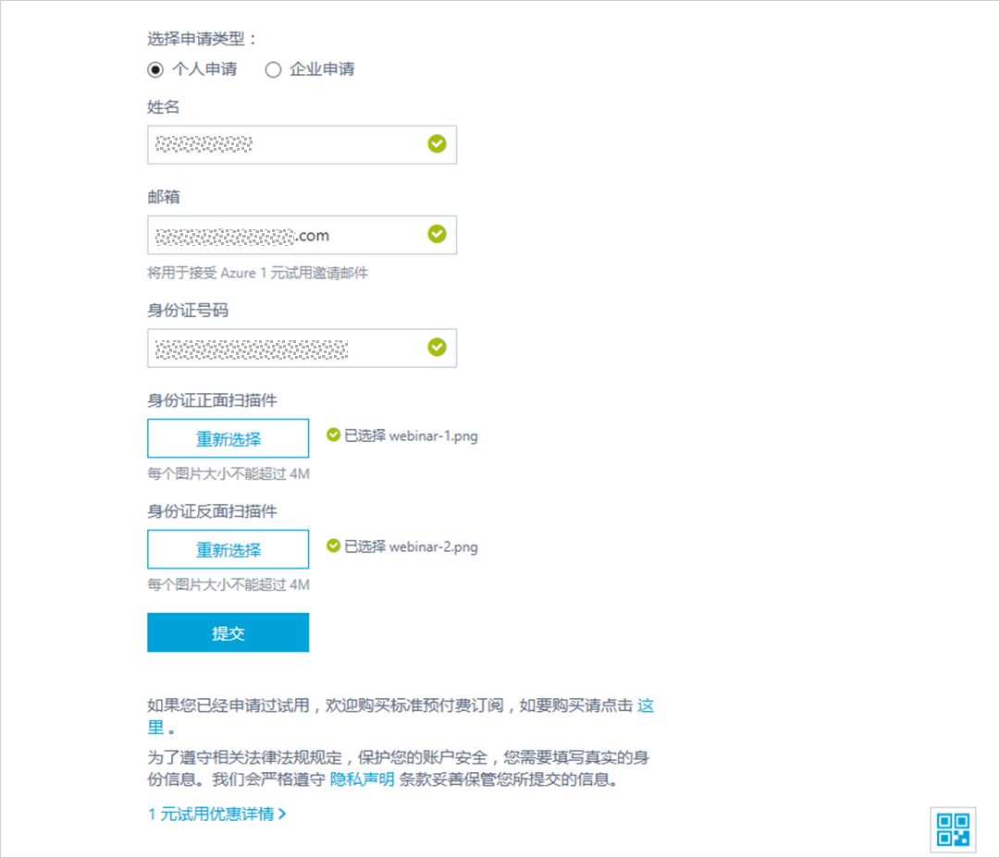 选择申请类型：
个人申请 企业申请
姓名
邮箱
.com
将用于接受 Azure 1 元试用邀请邮件
身份证号码
身份证正面扫描件
重新选择 已选择 webinar-1.png
每个图片大小不能超过 4M
身份证反面扫描件
重新选择 已选择 webinar-2.png
每个图片大小不能超过 4M
提交
如果您已经申请过试用，欢迎购买标准预付费订阅，如要购买请点击 这
里 。
为了遵守相关法律法规规定，保护您的账户安全，您需要填写真实的身
份信息。我们会严格遵守 隐私声明 条款妥善保管您所提交的信息。
1 元试用优惠详情